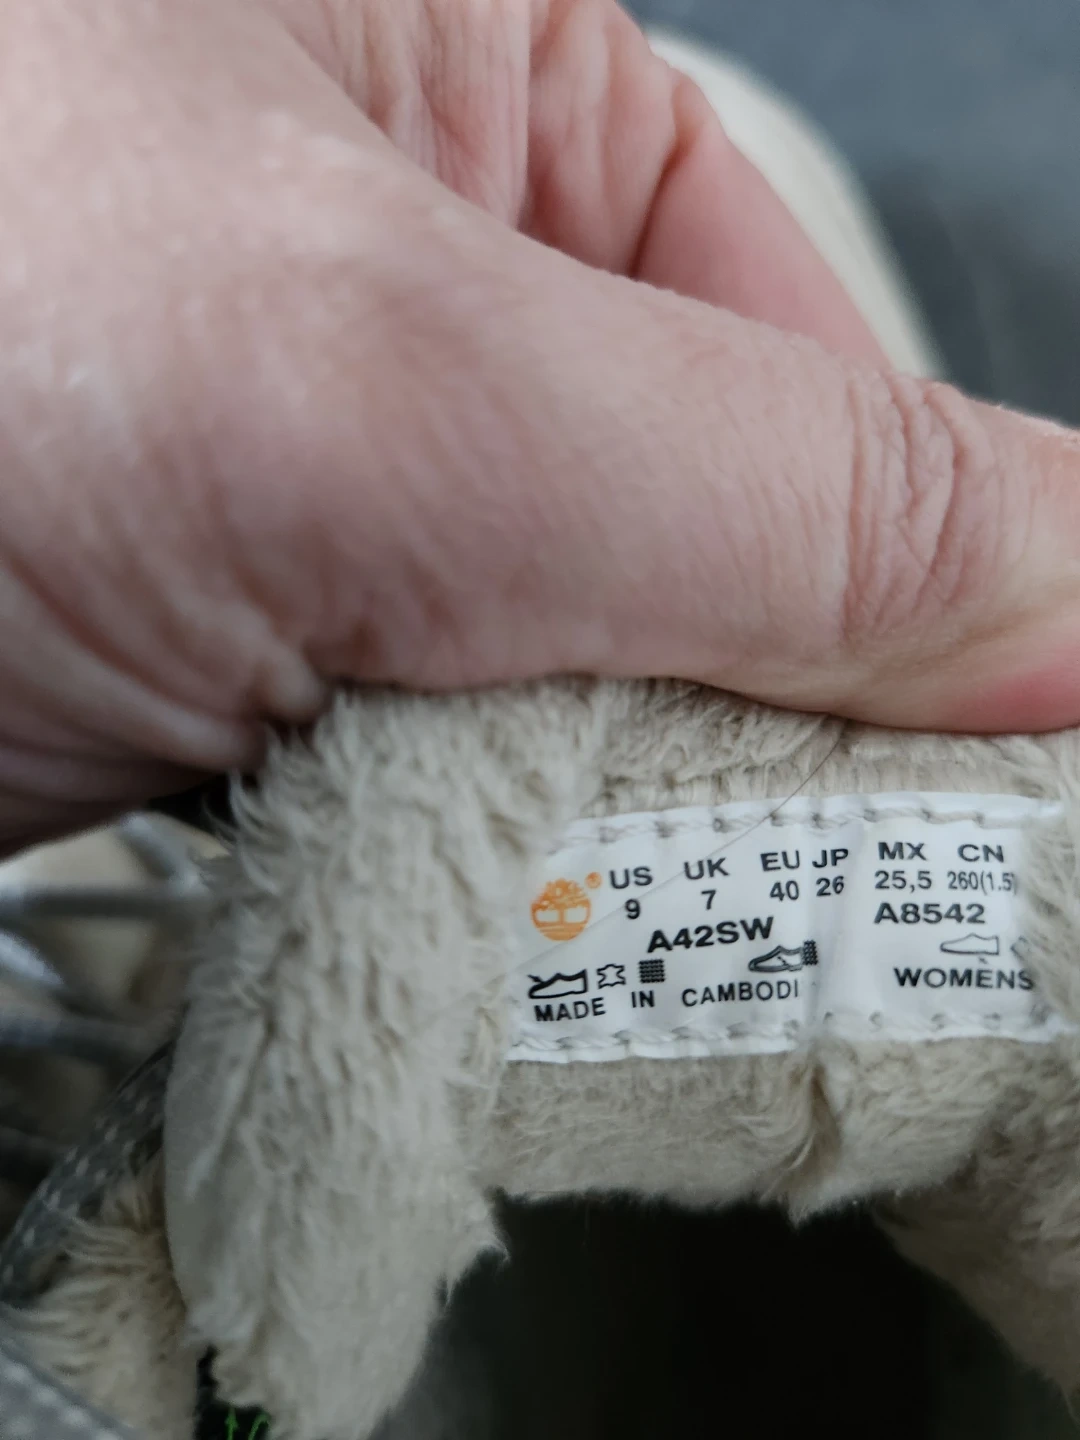 US UK EU JP MX CN
9 7 40 26 25,5 260(1.5)
A42SW A8542
WOMENS
MADE IN CAMBODI